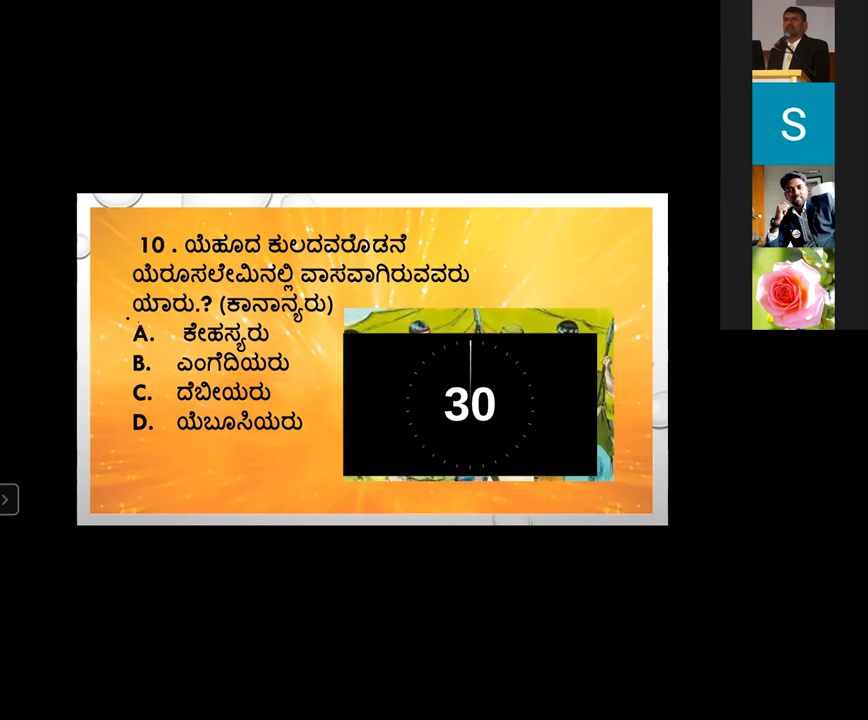 10 . ಯೆಹೂದ ಕುಲದವರೊಡನೆ
ಯೆರೂಸಲೇಮಿನಲ್ಲಿ ವಾಸವಾಗಿರುವವರು
ಯಾರು.? (ಕಾನಾನ್ಯರು)
A. ಕೇಹಸ್ಯರು
B. ಎಂಗೆದಿಯರು
C. ದೆಬೀಯರು
D. ಯೆಬೂಸಿಯರು
30
S